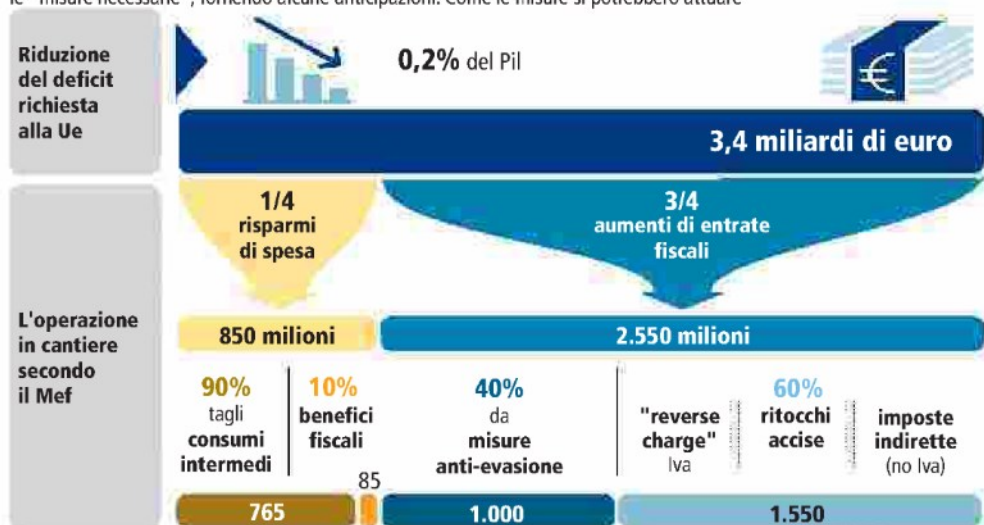 le "misure necessarie", fornendo alcune anticipazioni. Come le misure si potrebbero attuare
Riduzione
del deficit
richiesta
alla Ue
0,2% del Pil
€
3,4 miliardi di euro
1/4
risparmi
di spesa
3/4
aumenti di entrate
fiscali
L'operazione
in cantiere
secondo
il Mef
850 milioni
2.550 milioni
90%
tagli
consumi
intermedi
10%
benefici
fiscali
40%
da
misure
anti-evasione
60%
"reverse
charge"
Iva
ritocchi
accise
imposte
indirette
(no Iva)
765
85
1.000
1.550